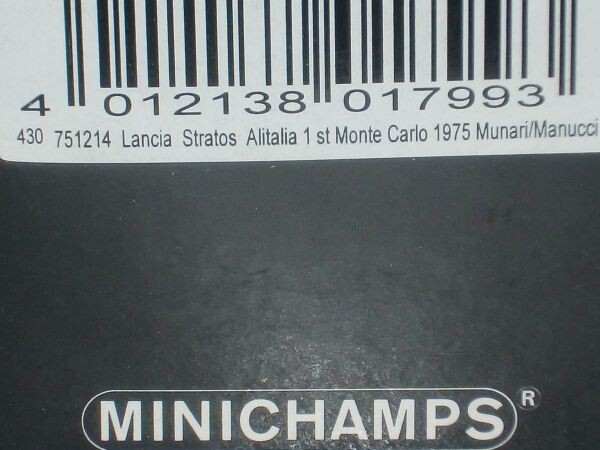 4 012138 017993
430 751214 Lancia Stratos Alitalia 1 st Monte Carlo 1975 Munari/Manucci
MINICHAMPS®